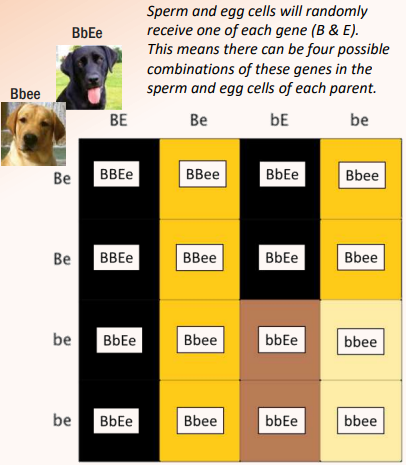 Sperm and egg cells will randomly
receive one of each gene (B & E).
This means there can be four possible
combinations of these genes in the
sperm and egg cells of each parent.
BbEe
Bbee
BE Be bE be
Be BBEe BBee BbEe Bbee
Be BBEe BBee BbEe Bbee
be BbEe Bbee bbEe bbee
be BbEe Bbee bbEe bbee